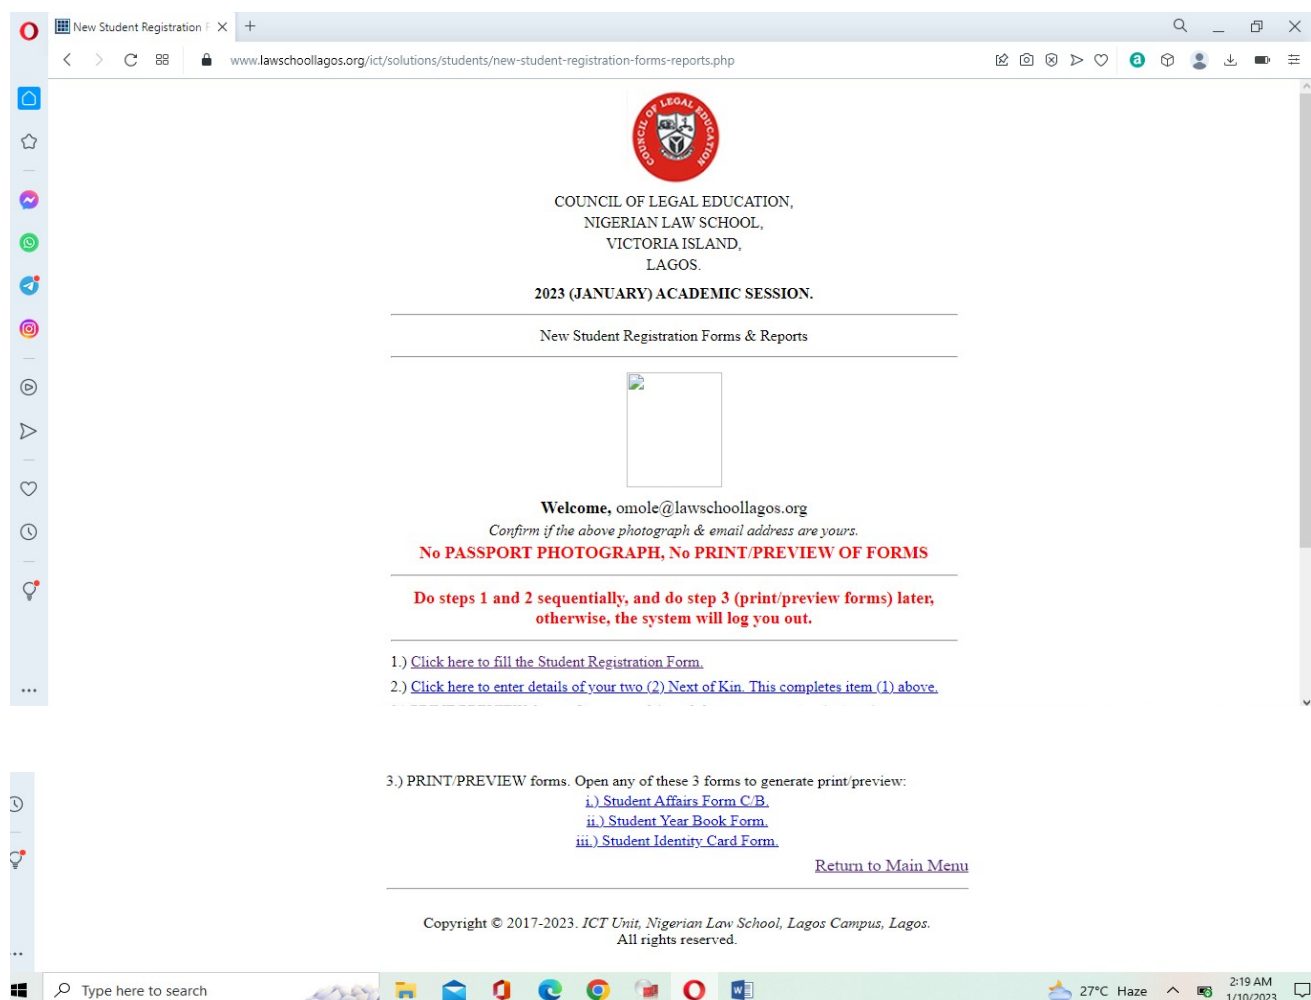 New Student Registration F
www.lawschoollagos.org/ict/solutions/students/new-student-registration-forms-reports.php
COUNCIL OF LEGAL EDUCATION
COUNCIL OF LEGAL EDUCATION,
NIGERIAN LAW SCHOOL,
VICTORIA ISLAND,
LAGOS.
2023 (JANUARY) ACADEMIC SESSION.
New Student Registration Forms & Reports
Welcome, omole@lawschoollagos.org
Confirm if the above photograph & email address are yours.
No PASSPORT PHOTOGRAPH, No PRINT/PREVIEW OF FORMS
Do steps 1 and 2 sequentially, and do step 3 (print/preview forms) later,
otherwise, the system will log you out.
1.) Click here to fill the Student Registration Form.
2.) Click here to enter details of your two (2) Next of Kin. This completes item (1) above.
3.) PRINT/PREVIEW forms. Open any of these 3 forms to generate print/preview:
i.) Student Affairs Form C/B.
ii.) Student Year Book Form.
iii.) Student Identity Card Form.
Return to Main Menu
Copyright © 2017-2023. ICT Unit, Nigerian Law School, Lagos Campus, Lagos.
All rights reserved.
Type here to search
27°C Haze
2:19 AM
1/10/2023